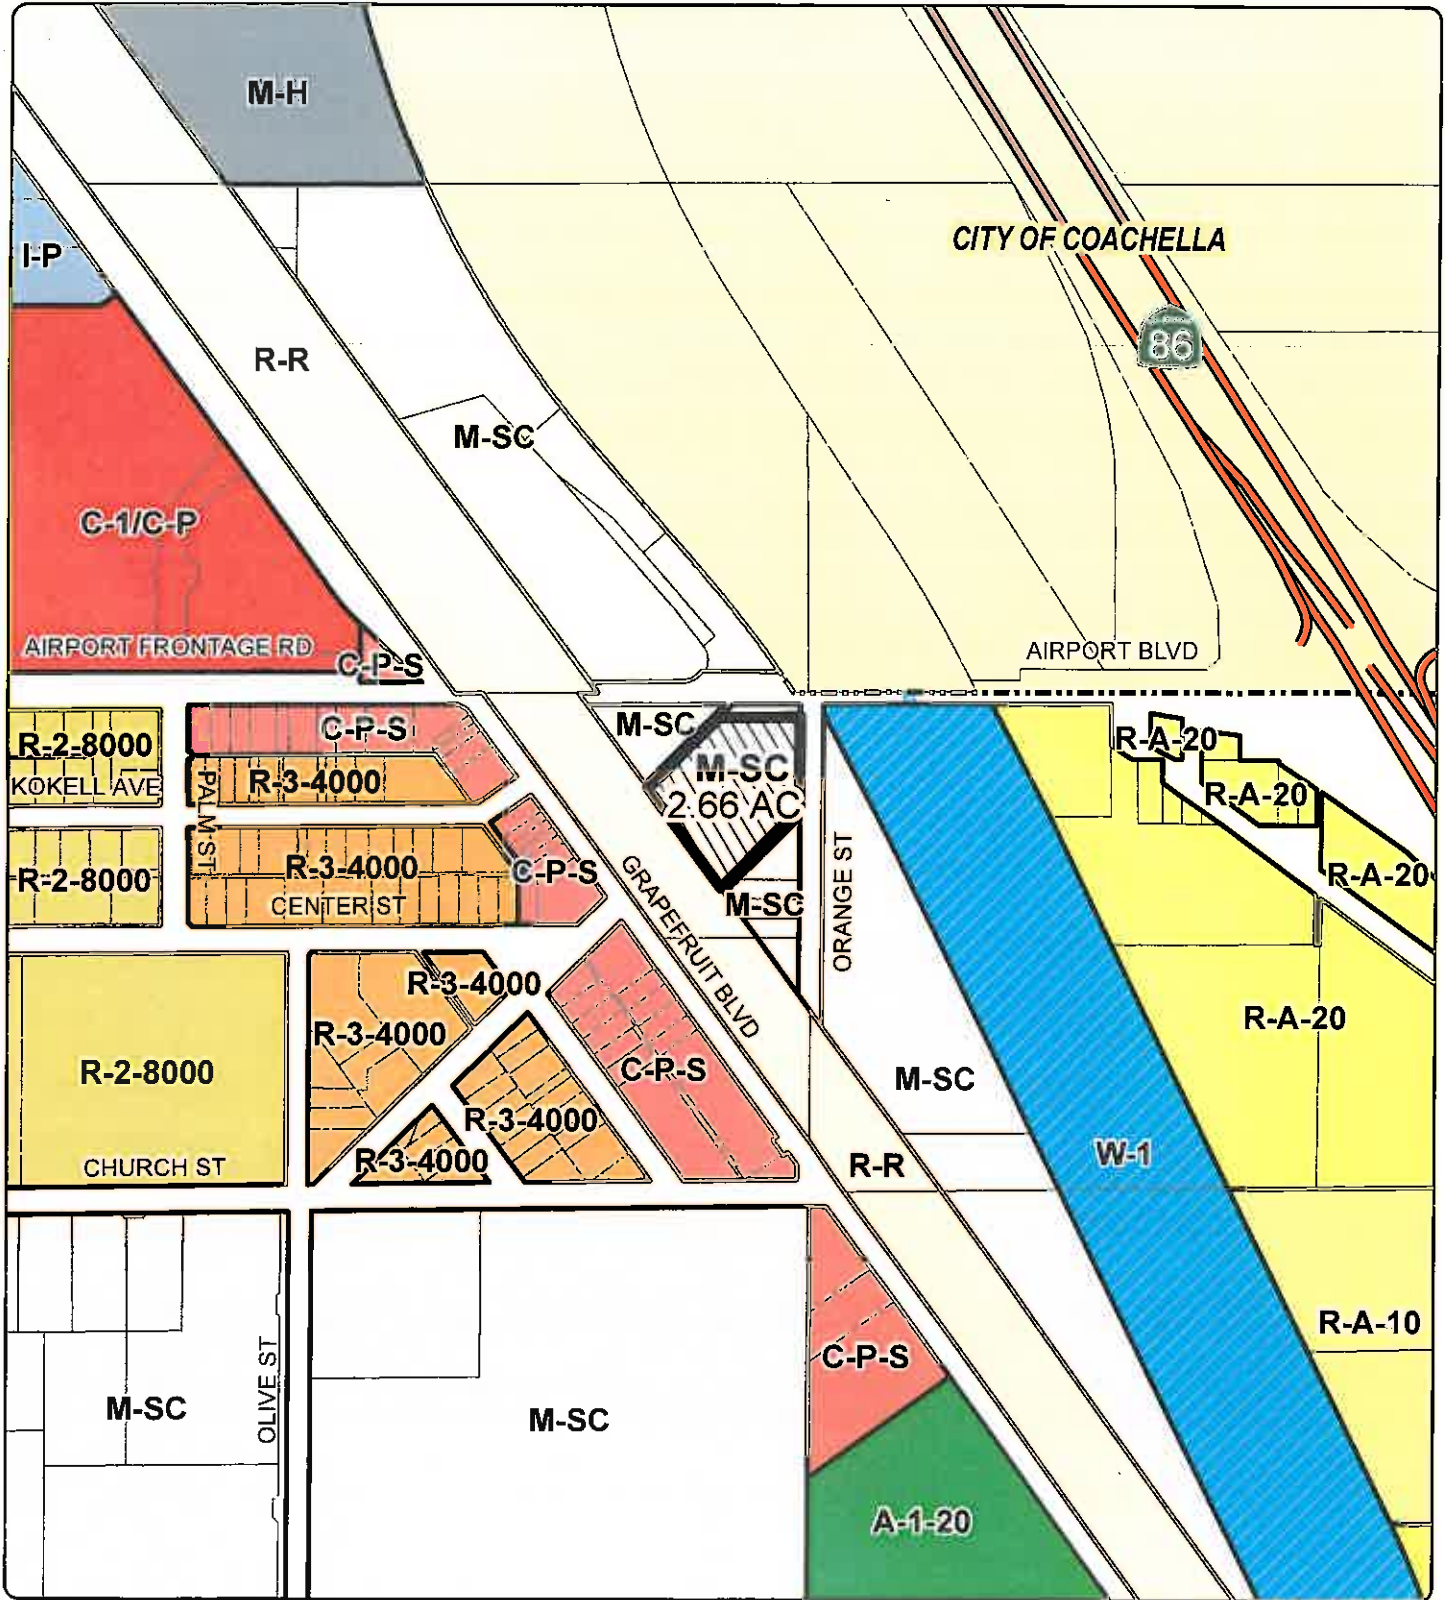 M-H
CITY OF COACHELLA
I-P
86
R-R
M-SC
C-1/C-P
AIRPORT FRONTAGE RD
AIRPORT BLVD
C-P-S
M-SC
C-P-S
R-2-8000
R-A-20
M-SC
KOKELL AVE
R-3-4000
R-A-20
2.66 AC
PALM ST
R-3-4000
C-P-S
R-2-8000
R-A-20
GRAPEFRUIT BLVD
ORANGE ST
CENTER ST
M-SC
R-3-4000
R-A-20
R-3-4000
R-2-8000
C-P-S
M-SC
R-3-4000
W-1
CHURCH ST
R-3-4000
R-R
R-A-10
C-P-S
OLIVE ST
M-SC
M-SC
A-1-20